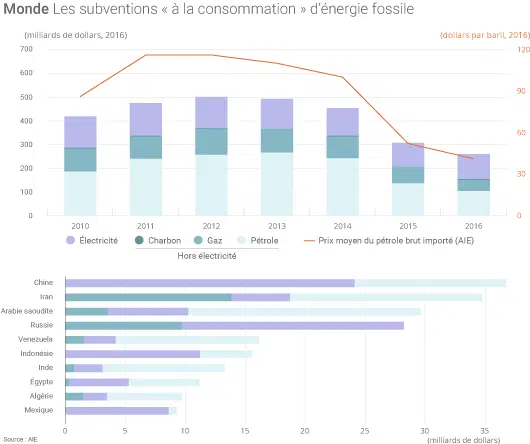 Monde Les subventions « à la consommation » d'énergie fossile
(milliards de dollars, 2016) (dollars par baril, 2016)
700 120
600
500 90
400
300 60
200 30
100
0 0
2010 2011 2012 2013 2014 2015 2016
Électricité Charbon Gaz Pétrole Prix moyen du pétrole brut importé (AIE)
Hors électricité
Chine
Iran
Arabie saoudite
Russie
Venezuela
Indonésie
Inde
Égypte
Algérie
Mexique
0 5 10 15 20 25 30 35
Source : AIE (milliards de dollars)